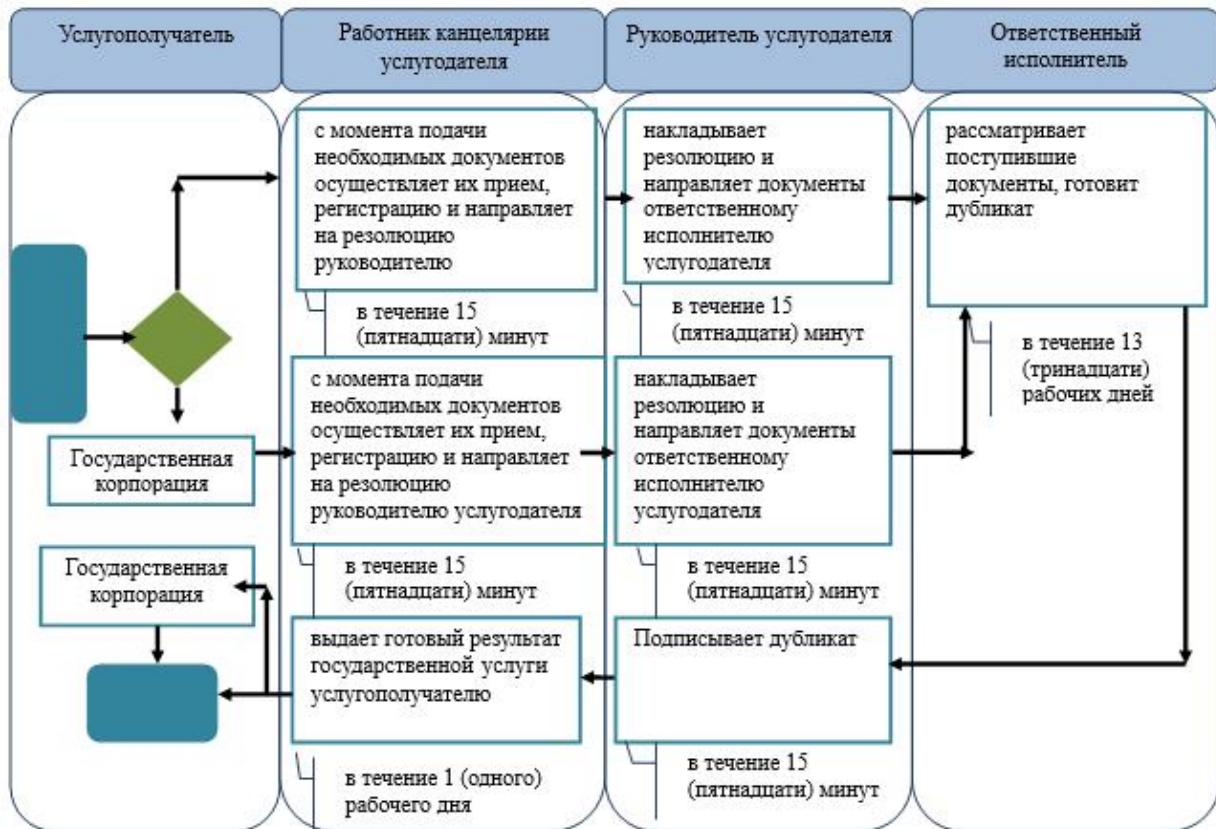 Услугополучатель
Работник канцелярии
услугодателя
Руководитель услугодателя
Ответственный
исполнитель
с момента подачи
необходимых документов
осуществляет их прием,
регистрацию и направляет
на резолюцию
руководителю
накладывает
резолюцию и
направляет документы
ответственному
исполнителю
услугодателя
рассматривает
поступившие
документы, готовит
дубликат
в течение 15
(пятнадцати) минут
в течение 15
(пятнадцати) минут
в течение 13
(тринадцати)
рабочих дней
Государственная
корпорация
с момента подачи
необходимых документов
осуществляет их прием,
регистрацию и направляет
на резолюцию
руководителю услугодателя
накладывает
резолюцию и
направляет документы
ответственному
исполнителю
услугодателя
в течение 15
(пятнадцати) минут
в течение 15
(пятнадцати) минут
Государственная
корпорация
выдает готовый результат
государственной услуги
услугополучателю
Подписывает дубликат
в течение 1 (одного)
рабочего дня
в течение 15
(пятнадцати) минут